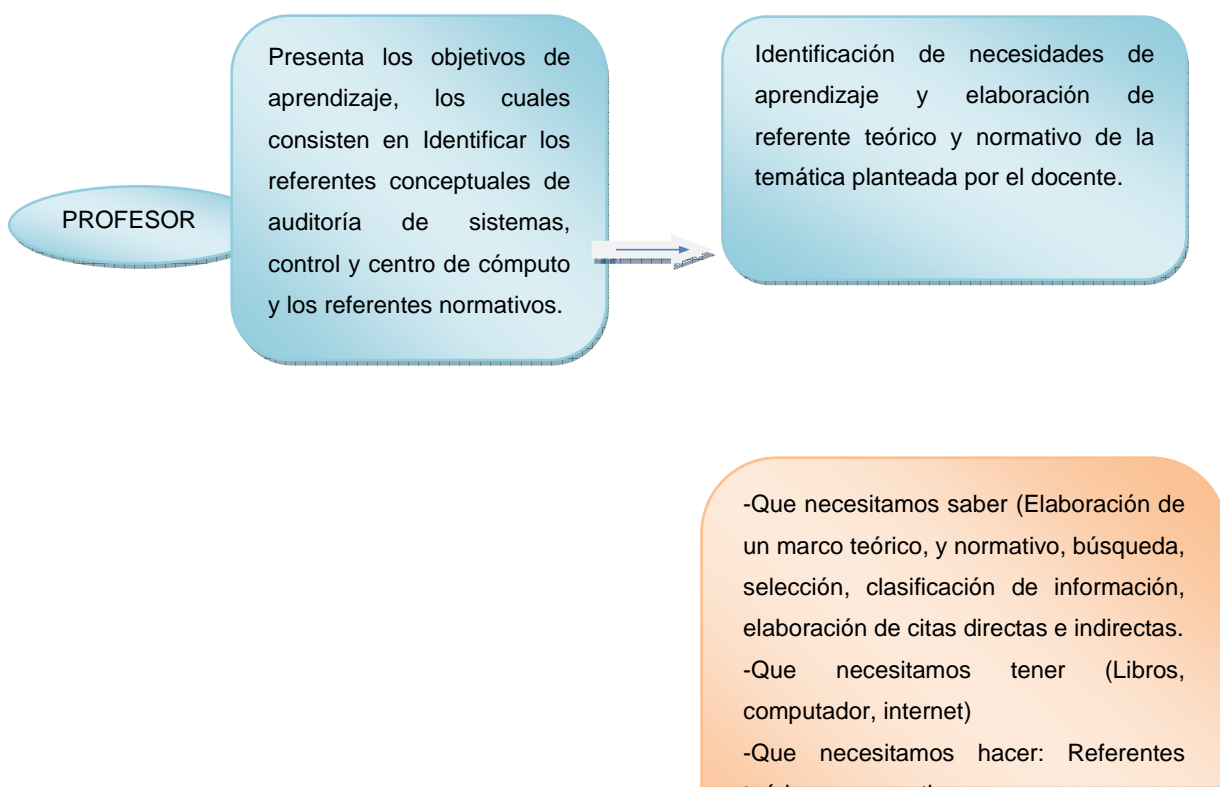 PROFESOR
Presenta los objetivos de
aprendizaje, los cuales
consisten en Identificar los
referentes conceptuales de
auditoría de sistemas,
control y centro de cómputo
y los referentes normativos.
Identificación de necesidades de
aprendizaje y elaboración de
referente teórico y normativo de la
temática planteada por el docente.
-Que necesitamos saber (Elaboración de
un marco teórico, y normativo, búsqueda,
selección, clasificación de información,
elaboración de citas directas e indirectas.
-Que necesitamos tener (Libros,
computador, internet)
-Que necesitamos hacer: Referentes